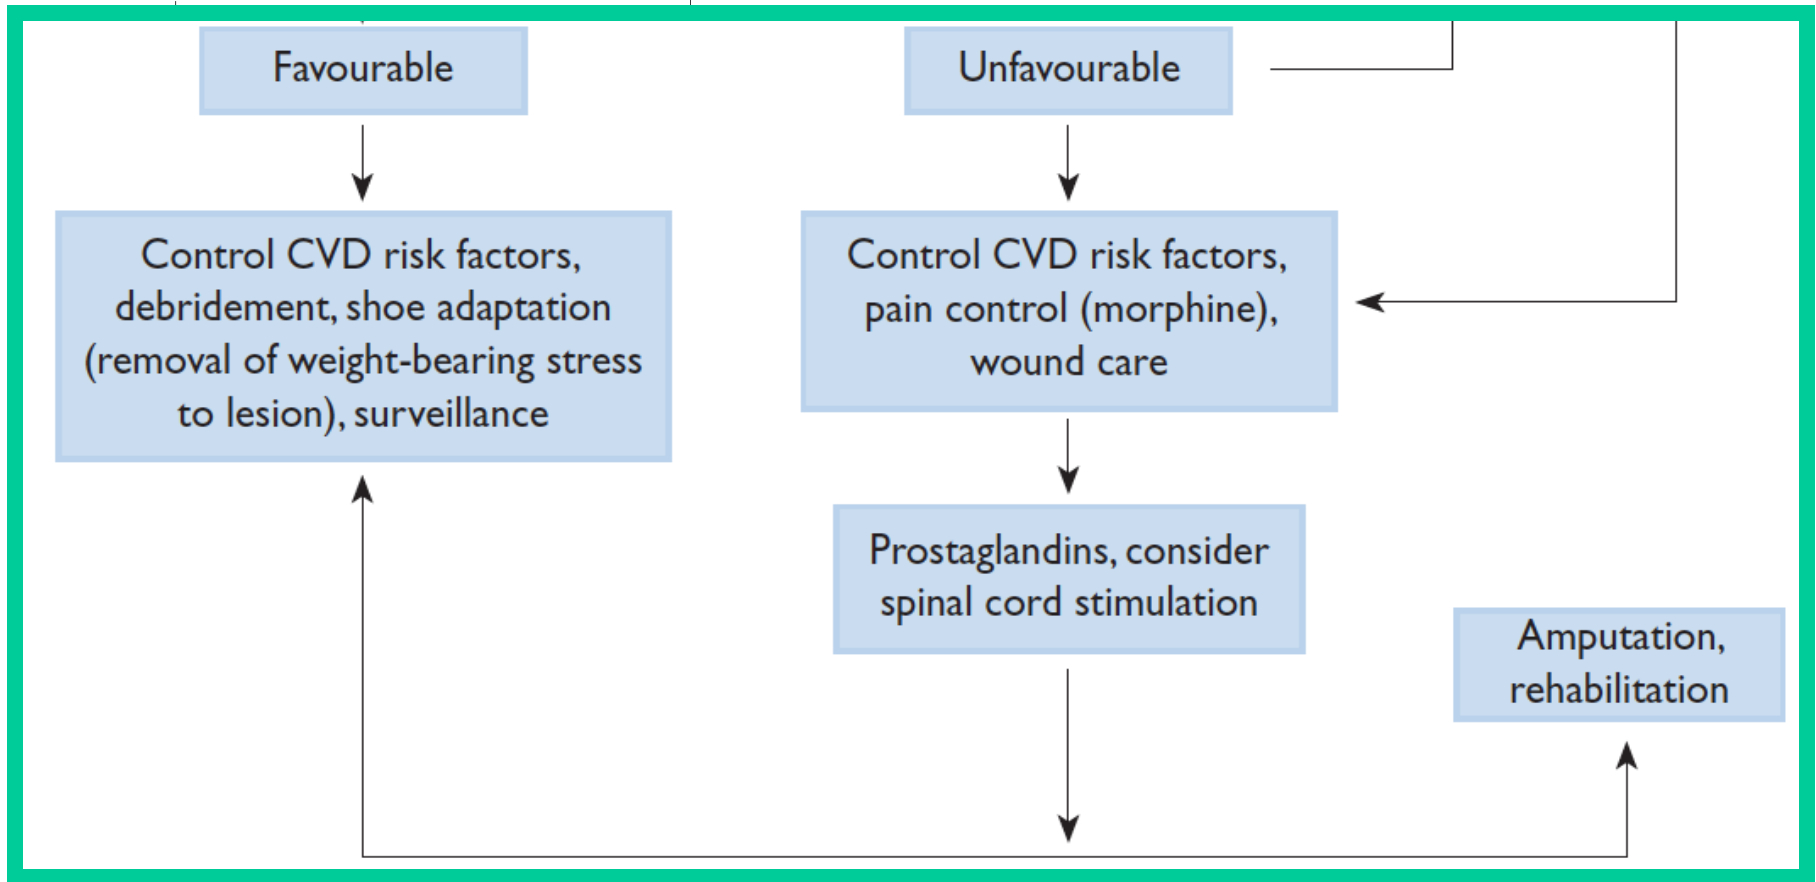 Favourable
Unfavourable
Control CVD risk factors,
debridement, shoe adaptation
(removal of weight-bearing stress
to lesion), surveillance
Control CVD risk factors,
pain control (morphine),
wound care
Prostaglandins, consider
spinal cord stimulation
Amputation,
rehabilitation